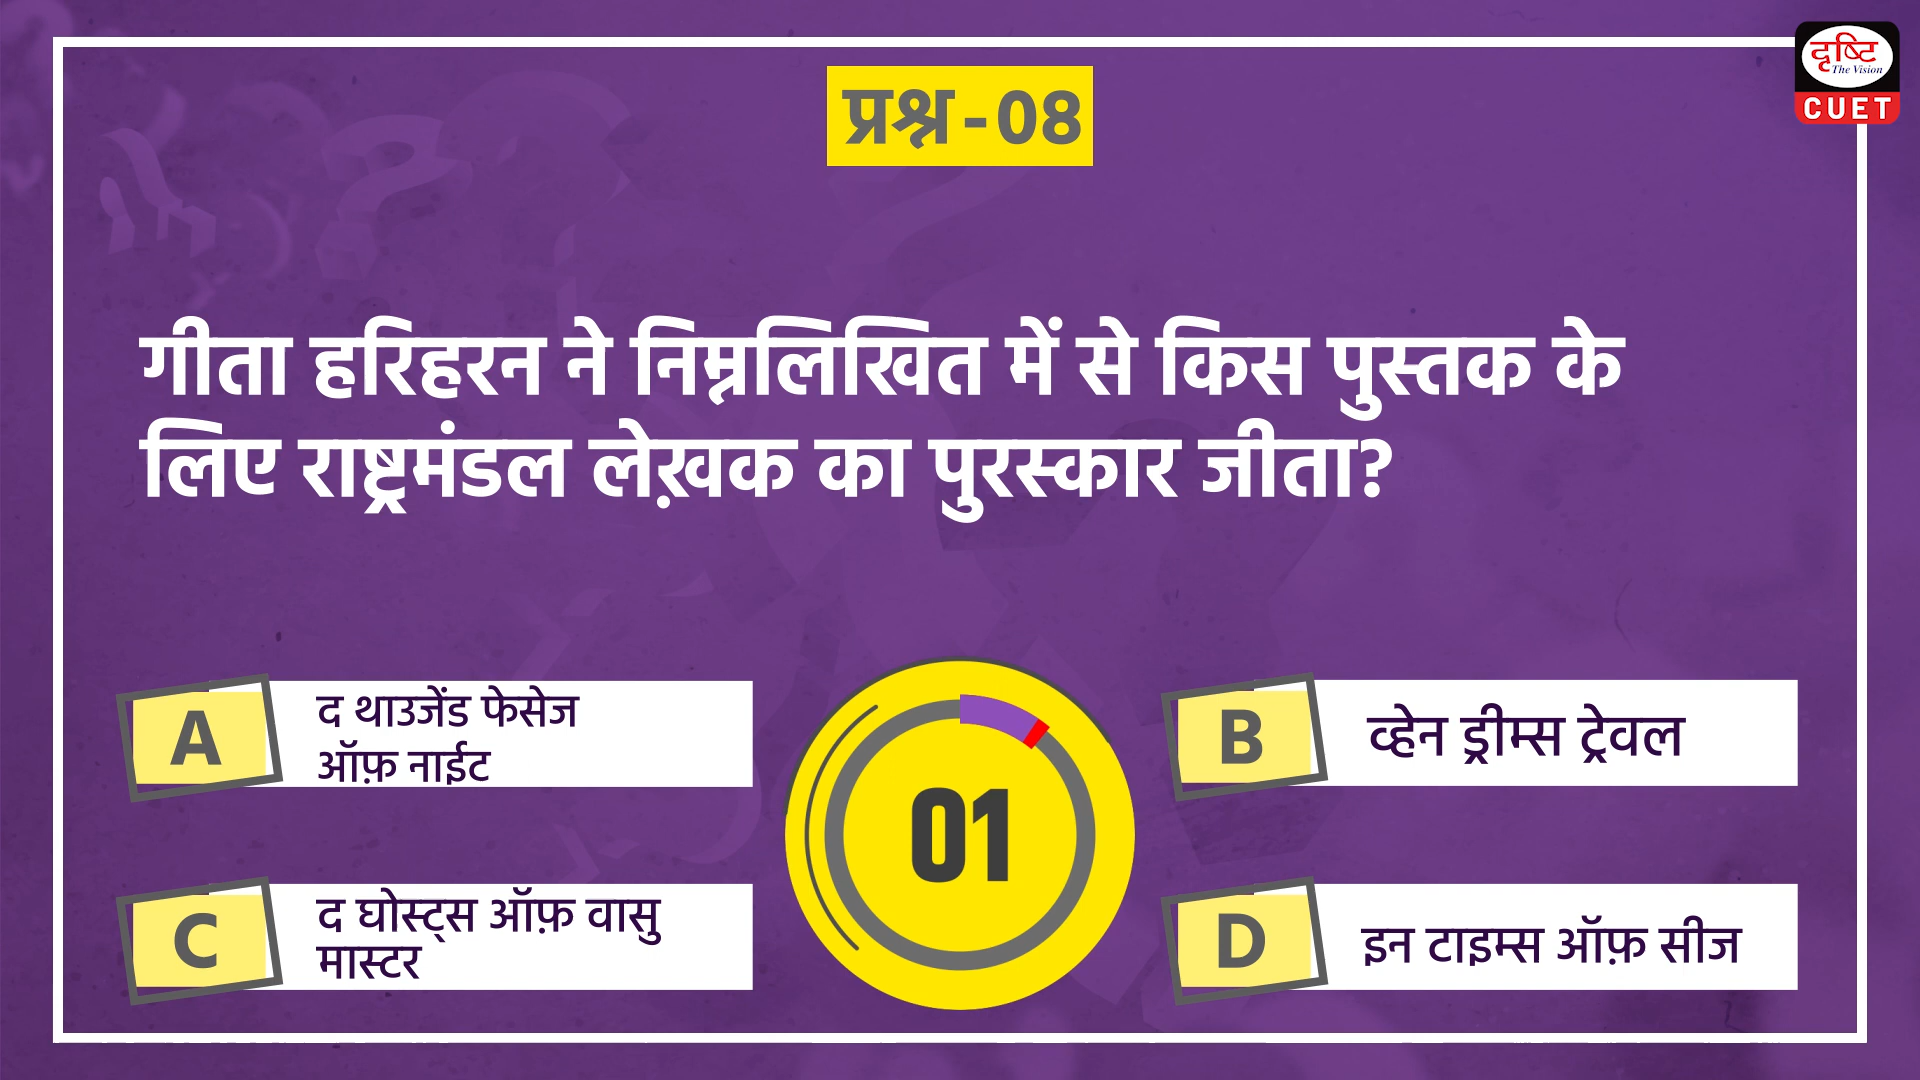 दृष्टि
The Vision
CUET
प्रश्न-08
गीता हरिहरन ने निम्नलिखित में से किस पुस्तक के
लिए राष्ट्रमंडल लेख़क का पुरस्कार जीता?
A
द थाउजेंड फेसेज
ऑफ़ नाईट
B
व्हेन ड्रीम्स ट्रेवल
01
C
द घोस्ट्स ऑफ़ वासु
मास्टर
D
इन टाइम्स ऑफ़ सीज